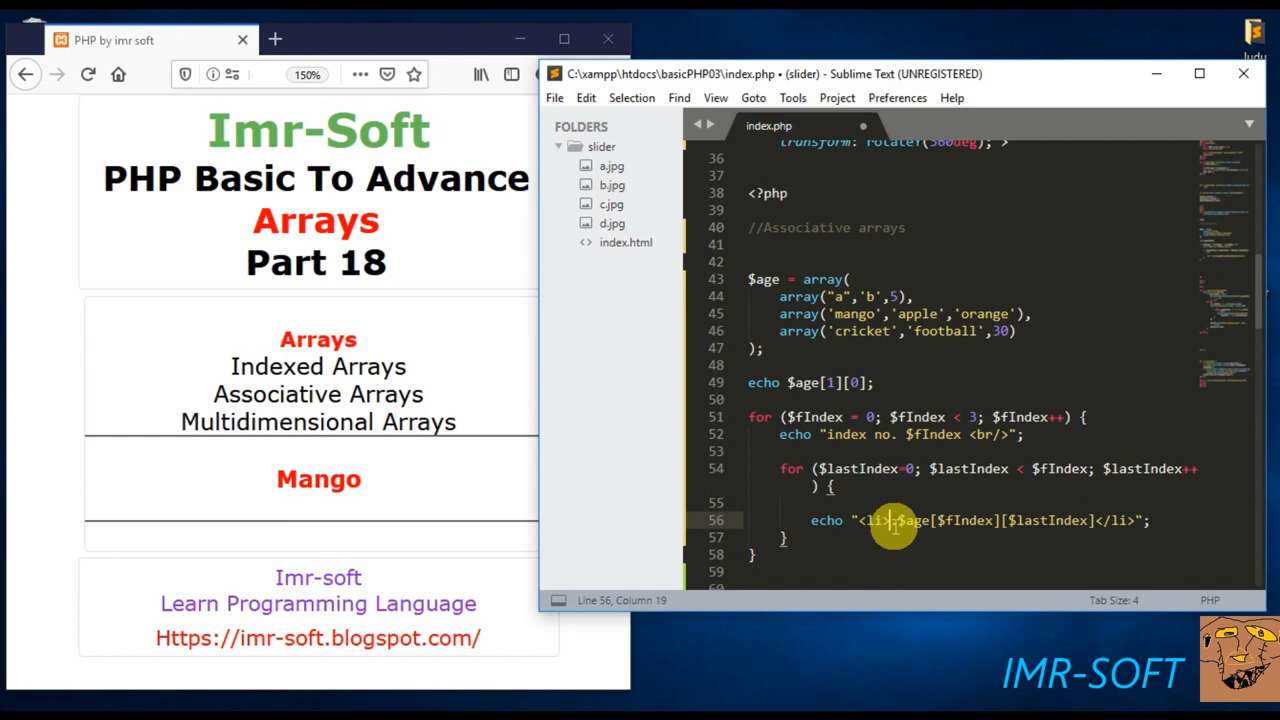 PHP by imr soft
150%
Imr-Soft
PHP Basic To Advance
Arrays
Part 18
Arrays
Indexed Arrays
Associative Arrays
Multidimensional Arrays
Mango
Imr-soft
Learn Programming Language
Https://imr-soft.blogspot.com/
C:\xampp\htdocs\basicPHP03\index.php • (slider) - Sublime Text (UNREGISTERED)
File Edit Selection Find View Goto Tools Project Preferences Help
FOLDERS
slider
a.jpg
b.jpg
c.jpg
d.jpg
index.html
index.php
transform: rotateY(360deg); >
36
37
38 <?php
39
40 //Associative arrays
41
42
43 $age = array(
44 array("a",'b',5),
45 array('mango','apple','orange'),
46 array('cricket','football',30)
47 );
48
49 echo $age[1][0];
50
51 for ($fIndex = 0; $fIndex < 3; $fIndex++) {
52 echo "index no. $fIndex <br/>";
53
54 for ($lastIndex=0; $lastIndex < $fIndex; $lastIndex++
) {
55
56 echo "<li>.$age[$fIndex][$lastIndex]</li>";
57 }
58 }
59
Line 56, Column 19
Tab Size: 4
PHP
IMR-SOFT